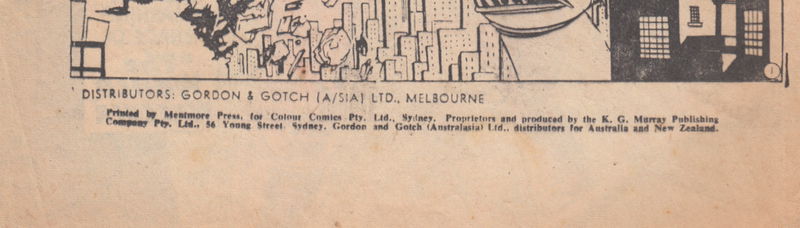 DISTRIBUTORS: GORDON & GOTCH (A/SIA) LTD., MELBOURNE
Printed by Mentmore Press, for Colour Comics Pty. Ltd., Sydney. Proprietors and produced by the K. G. Murray Publishing
Company Pty. Ltd., 56 Young Street, Sydney. Gordon and Gotch (Australasia) Ltd., distributors for Australia and New Zealand.